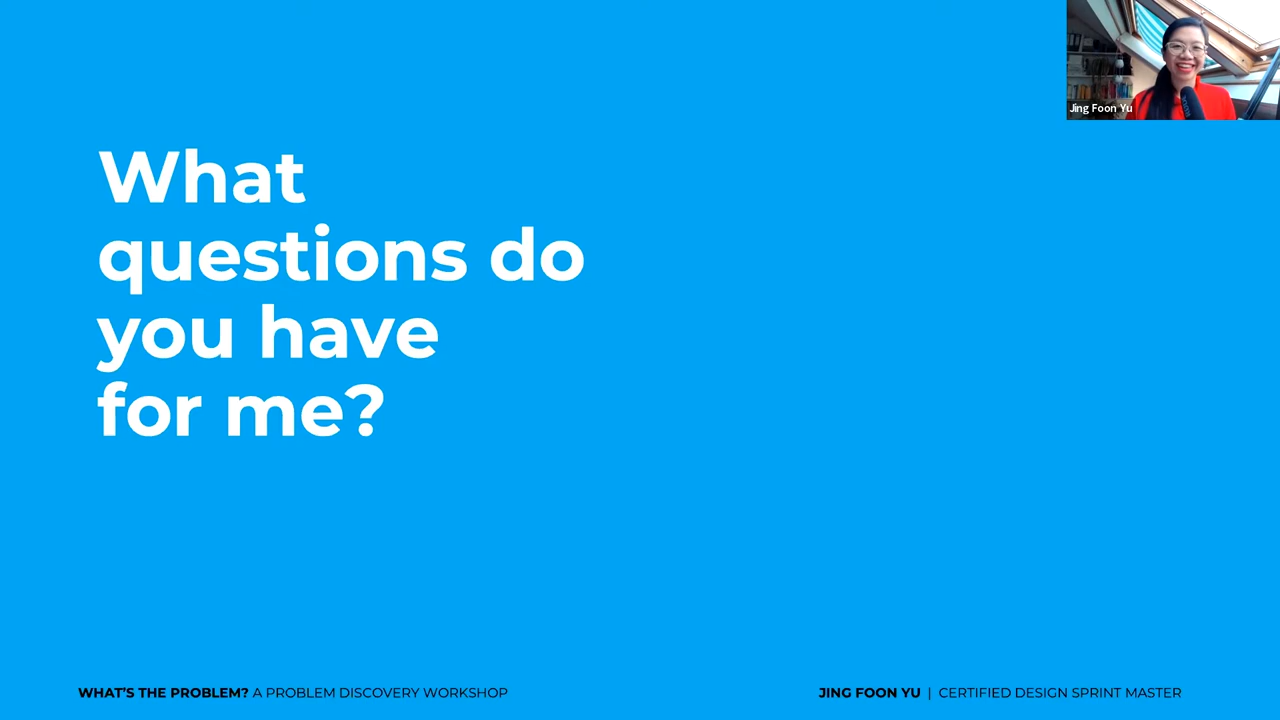 Jing Foon Yu
What
questions do
you have
for me?
WHAT'S THE PROBLEM? A PROBLEM DISCOVERY WORKSHOP
JING FOON YU | CERTIFIED DESIGN SPRINT MASTER